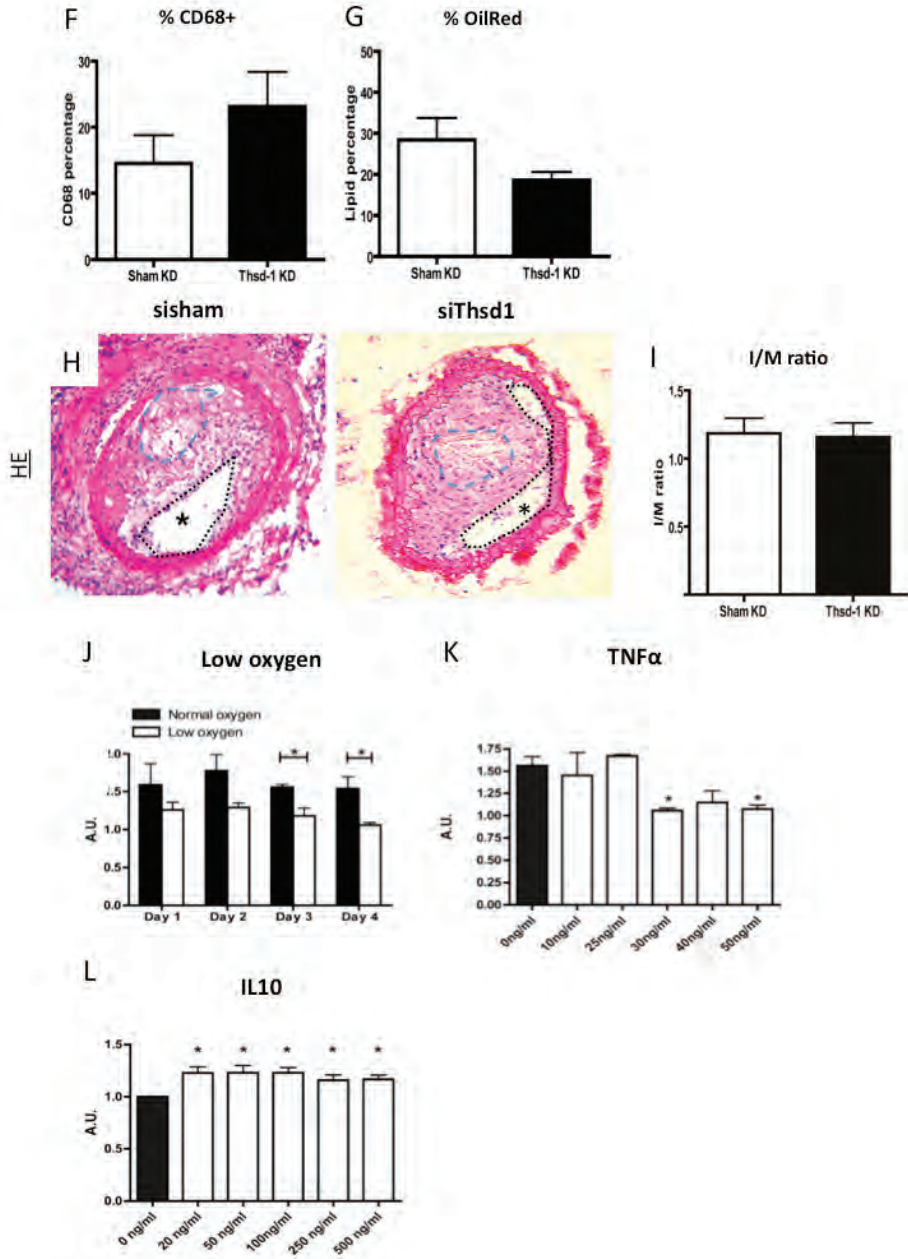 F % CD68+ G % OilRed
CD68 percentage
30
20
10
0
Sham KD Thsd-1 KD
Lipid percentage
50
40
30
20
10
0
Sham KD Thsd-1 KD
sisham siThsd1
H
HE
*
*
I I/M ratio
I/M ratio
1.5
1.0
0.5
Sham KD Thsd-1 KD
J Low oxygen
Normal oxygen
Low oxygen
A.U.
.0
.5
1.0
0.5
0.0
* *
Day 1 Day 2 Day 3 Day 4
K TNFα
A.U.
1.75
1.50
1.25
1.00
0.75
0.50
0.25
0.00
* *
0ng/ml 10ng/ml 25ng/ml 30ng/ml 40ng/ml 50ng/ml
L IL10
A.U.
1.5
1.0
0.5
0.0
* * * * *
0 ng/ml 20 ng/ml 50 ng/ml 100ng/ml 250 ng/ml 500 ng/ml